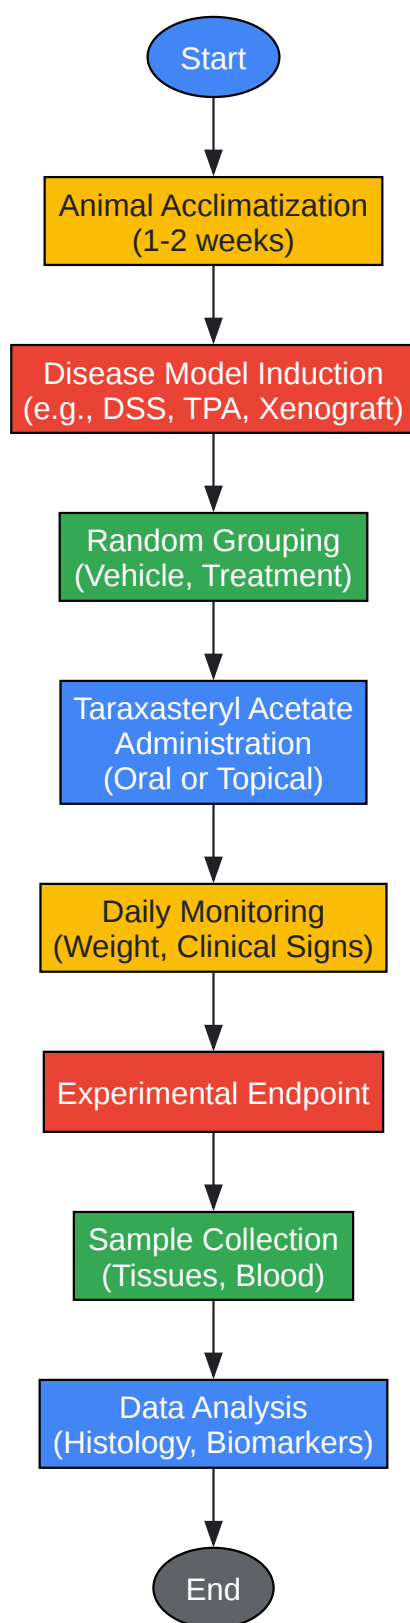 Start
Animal Acclimatization
(1-2 weeks)
Disease Model Induction
(e.g., DSS, TPA, Xenograft)
Random Grouping
(Vehicle, Treatment)
Taraxasteryl Acetate
Administration
(Oral or Topical)
Daily Monitoring
(Weight, Clinical Signs)
Experimental Endpoint
Sample Collection
(Tissues, Blood)
Data Analysis
(Histology, Biomarkers)
End